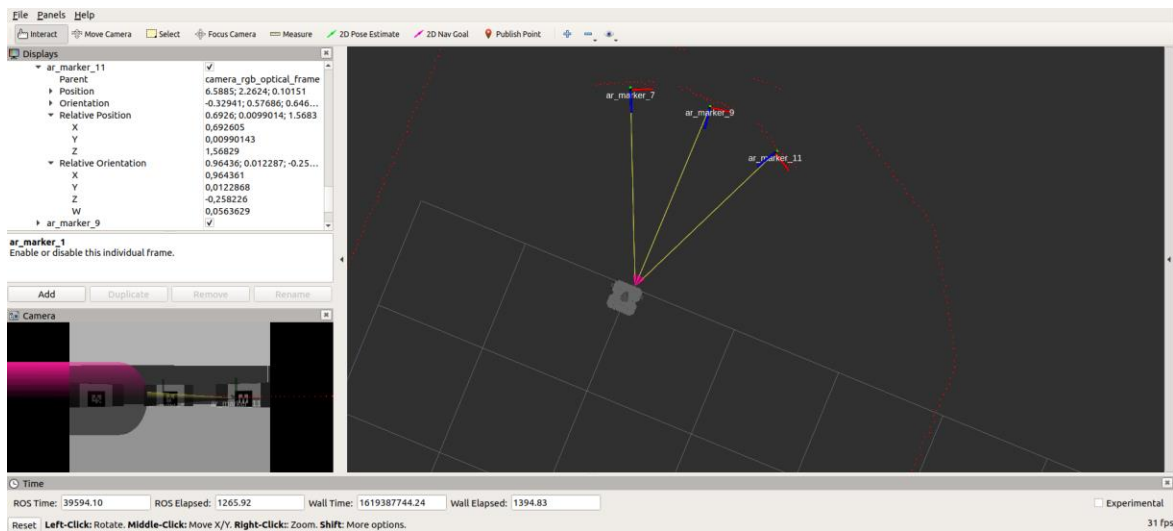 File Panels Help
Interact Move Camera Select Focus Camera Measure 2D Pose Estimate 2D Nav Goal Publish Point
Displays
ar_marker_11
Parent camera_rgb_optical_frame
Position 6.5885; 2.2624; 0.10151
Orientation -0.32941; 0.57686; 0.646...
Relative Position 0.6926; 0.0099014; 1.5683
X 0,692605
Y 0,00990143
Z 1,56829
Relative Orientation 0.96436; 0.012287; -0.25...
X 0,964361
Y 0,0122868
Z -0,258226
W 0,0563629
ar_marker_9
ar_marker_1
Enable or disable this individual frame.
Add Duplicate Remove Rename
Camera
ar_marker_7
ar_marker_9
ar_marker_11
Time
ROS Time: 39594.10 ROS Elapsed: 1265.92 Wall Time: 1619387744.24 Wall Elapsed: 1394.83 Experimental
Reset Left-Click: Rotate. Middle-Click: Move X/Y. Right-Click:: Zoom. Shift: More options. 31 fps